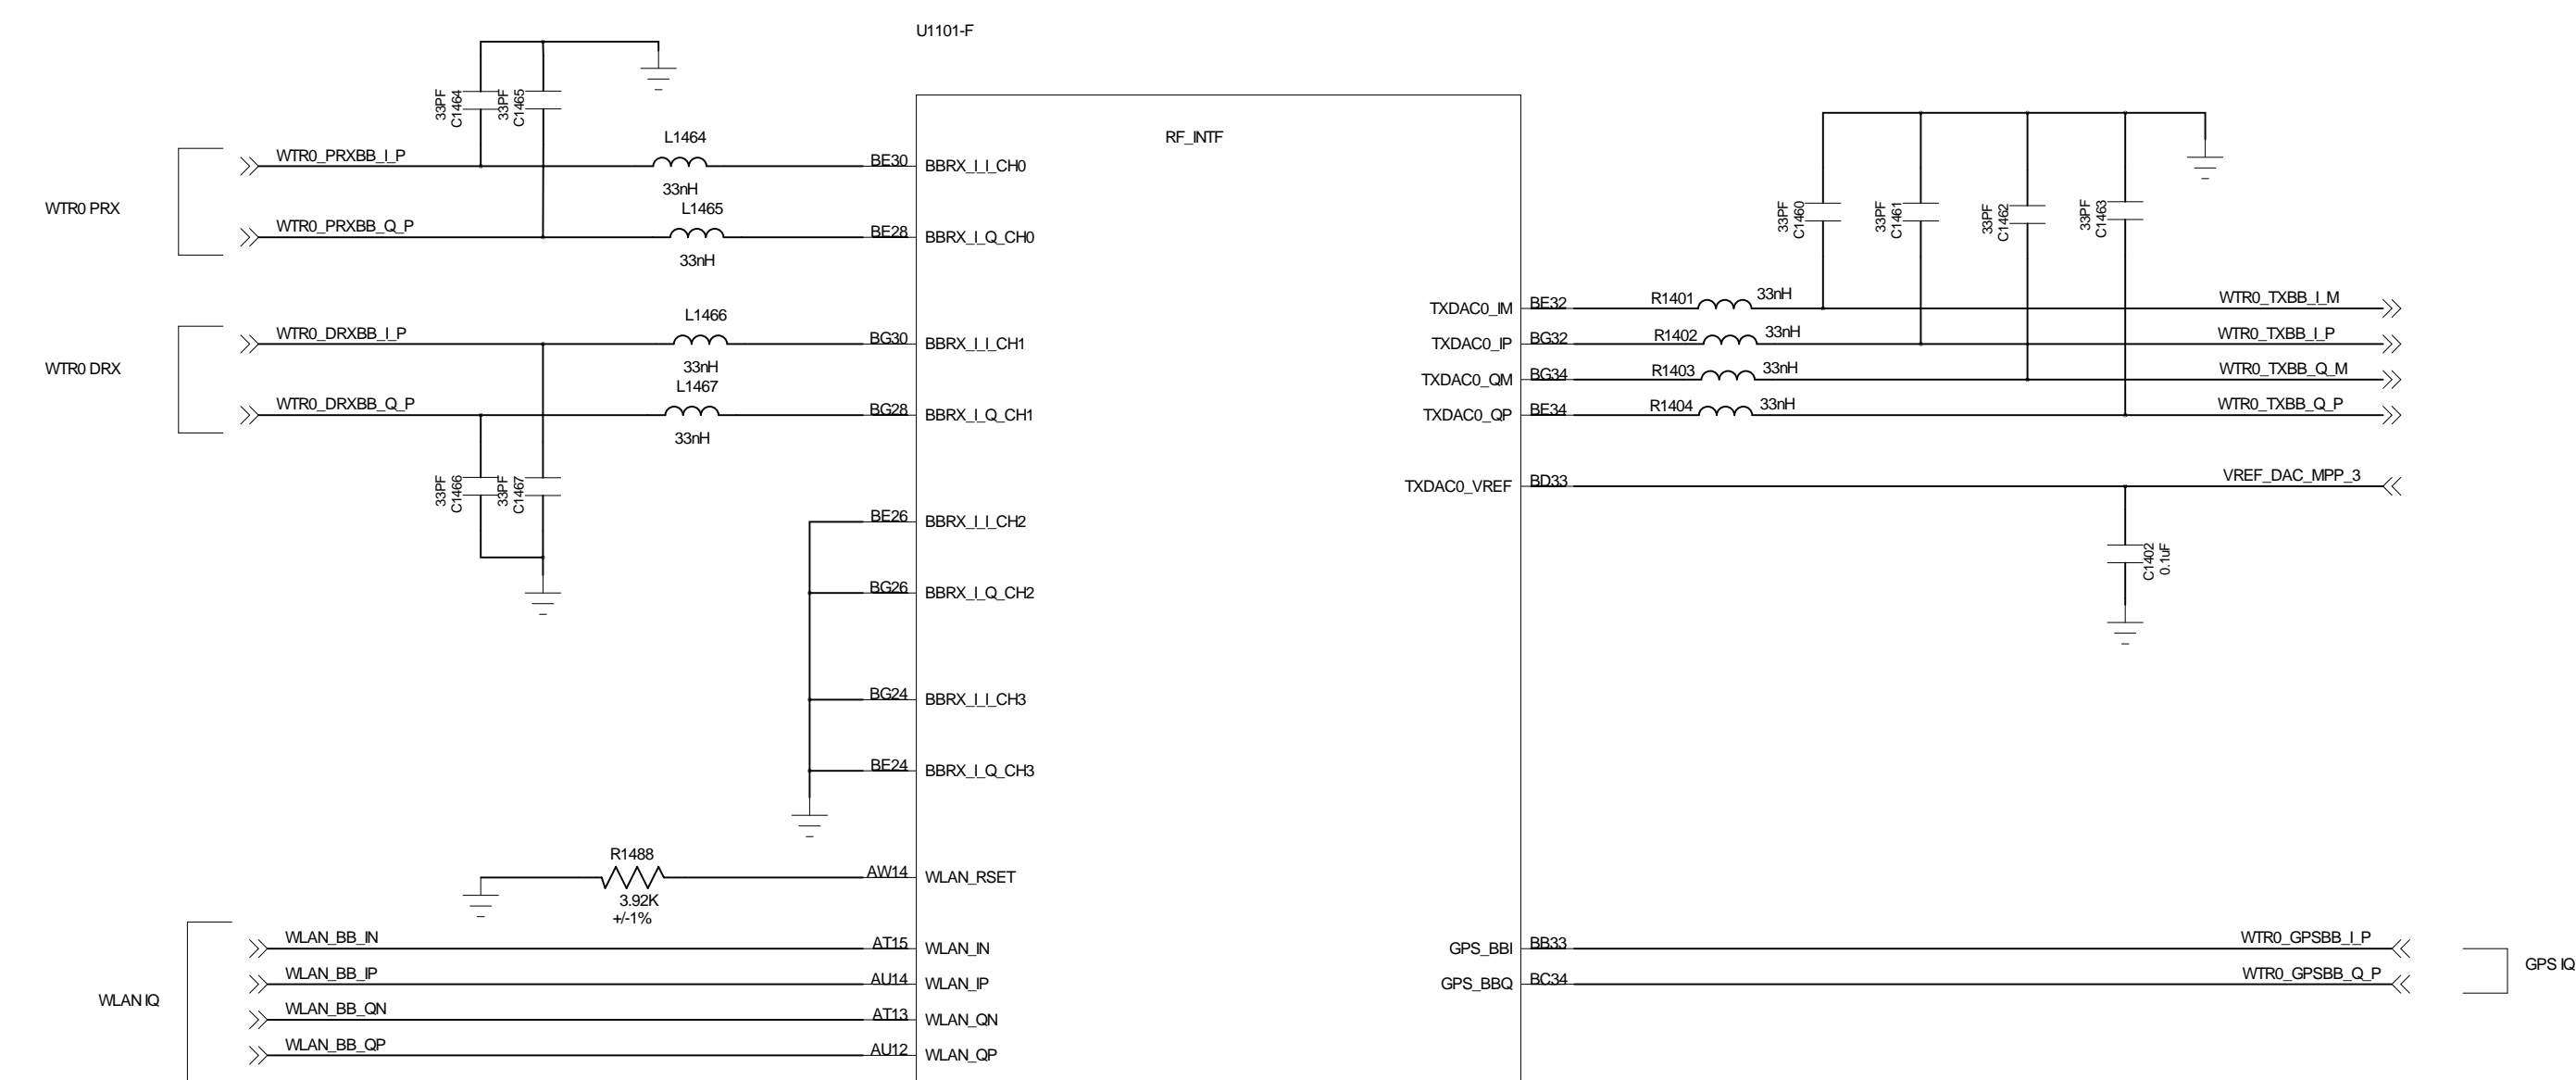 U1101-F
RF_INTF
33PF
C1464
33PF
C1465
WTR0 PRX
WTR0_PRXBB_I_P
L1464
33nH
BE30
BBRX_I_I_CH0
WTR0_PRXBB_Q_P
L1465
33nH
BE28
BBRX_I_Q_CH0
WTR0 DRX
WTR0_DRXBB_I_P
L1466
33nH
BG30
BBRX_I_I_CH1
WTR0_DRXBB_Q_P
L1467
33nH
BG28
BBRX_I_Q_CH1
33PF
C1466
33PF
C1467
BE26
BBRX_I_I_CH2
BG26
BBRX_I_Q_CH2
BG24
BBRX_I_I_CH3
BE24
BBRX_I_Q_CH3
R1488
3.92K
+/-1%
AW14
WLAN_RSET
WLAN IQ
WLAN_BB_IN
AT15
WLAN_IN
WLAN_BB_IP
AU14
WLAN_IP
WLAN_BB_QN
AT13
WLAN_QN
WLAN_BB_QP
AU12
WLAN_QP
33PF
C1460
33PF
C1461
33PF
C1462
33PF
C1463
TXDAC0_IM
BE32
R1401
33nH
WTR0_TXBB_I_M
TXDAC0_IP
BG32
R1402
33nH
WTR0_TXBB_I_P
TXDAC0_QM
BG34
R1403
33nH
WTR0_TXBB_Q_M
TXDAC0_QP
BE34
R1404
33nH
WTR0_TXBB_Q_P
TXDAC0_VREF
BD33
VREF_DAC_MPP_3
C1402
0.1uF
GPS_BBI
BB33
WTR0_GPSBB_I_P
GPS_BBQ
BC34
WTR0_GPSBB_Q_P
GPS IQ